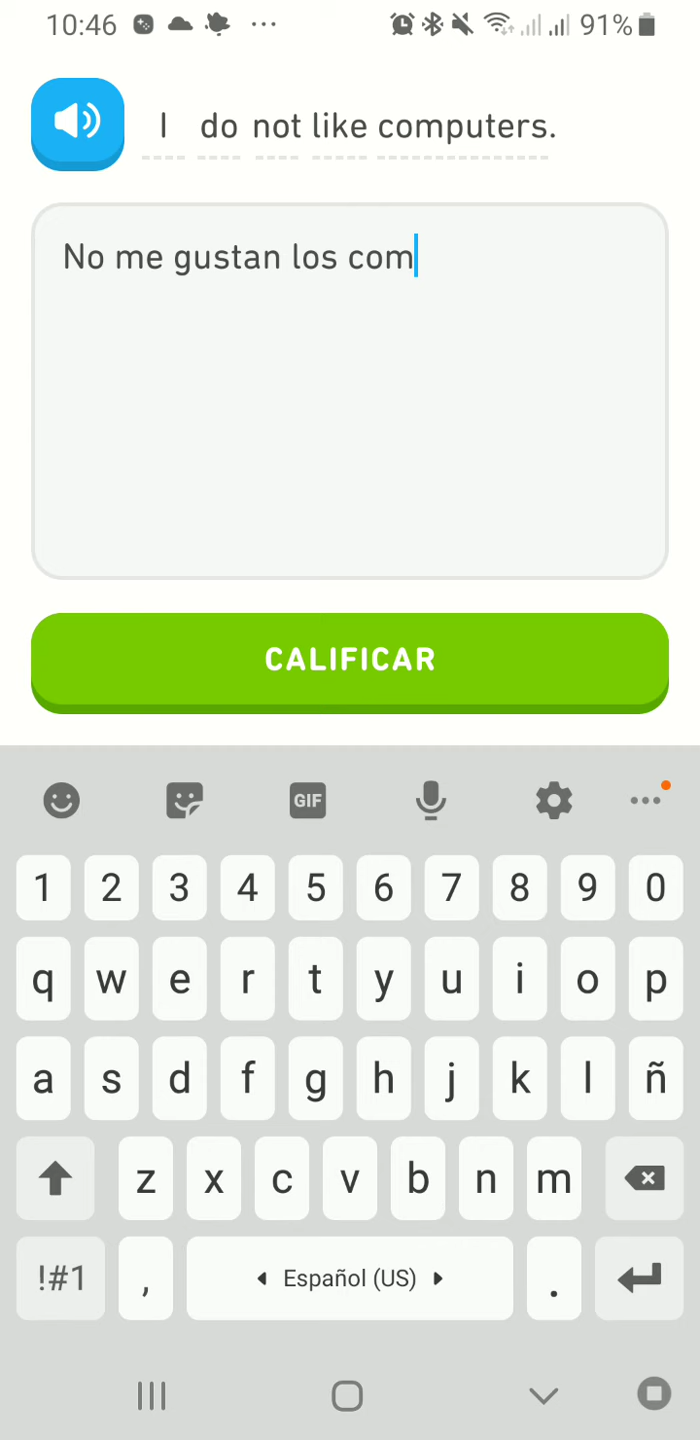 10:46 ... 91%
I do not like computers.
No me gustan los com
CALIFICAR
GIF
1 2 3 4 5 6 7 8 9 0
q w e r t y u i o p
a s d f g h j k l ñ
z x c v b n m
!#1 , Español (US) .